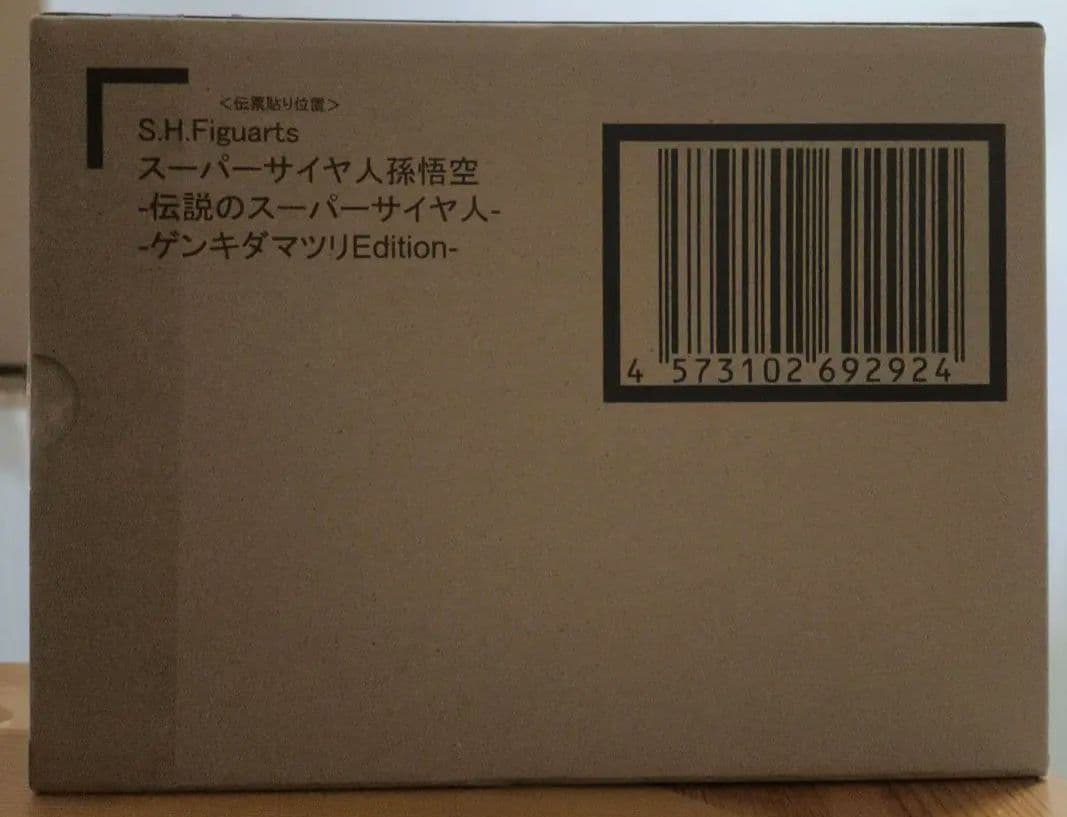 ＜伝票貼り位置＞
S.H.Figuarts
スーパーサイヤ人孫悟空
-伝説のスーパーサイヤ人-
-ゲンキダマツリEdition-
4 573102 692924